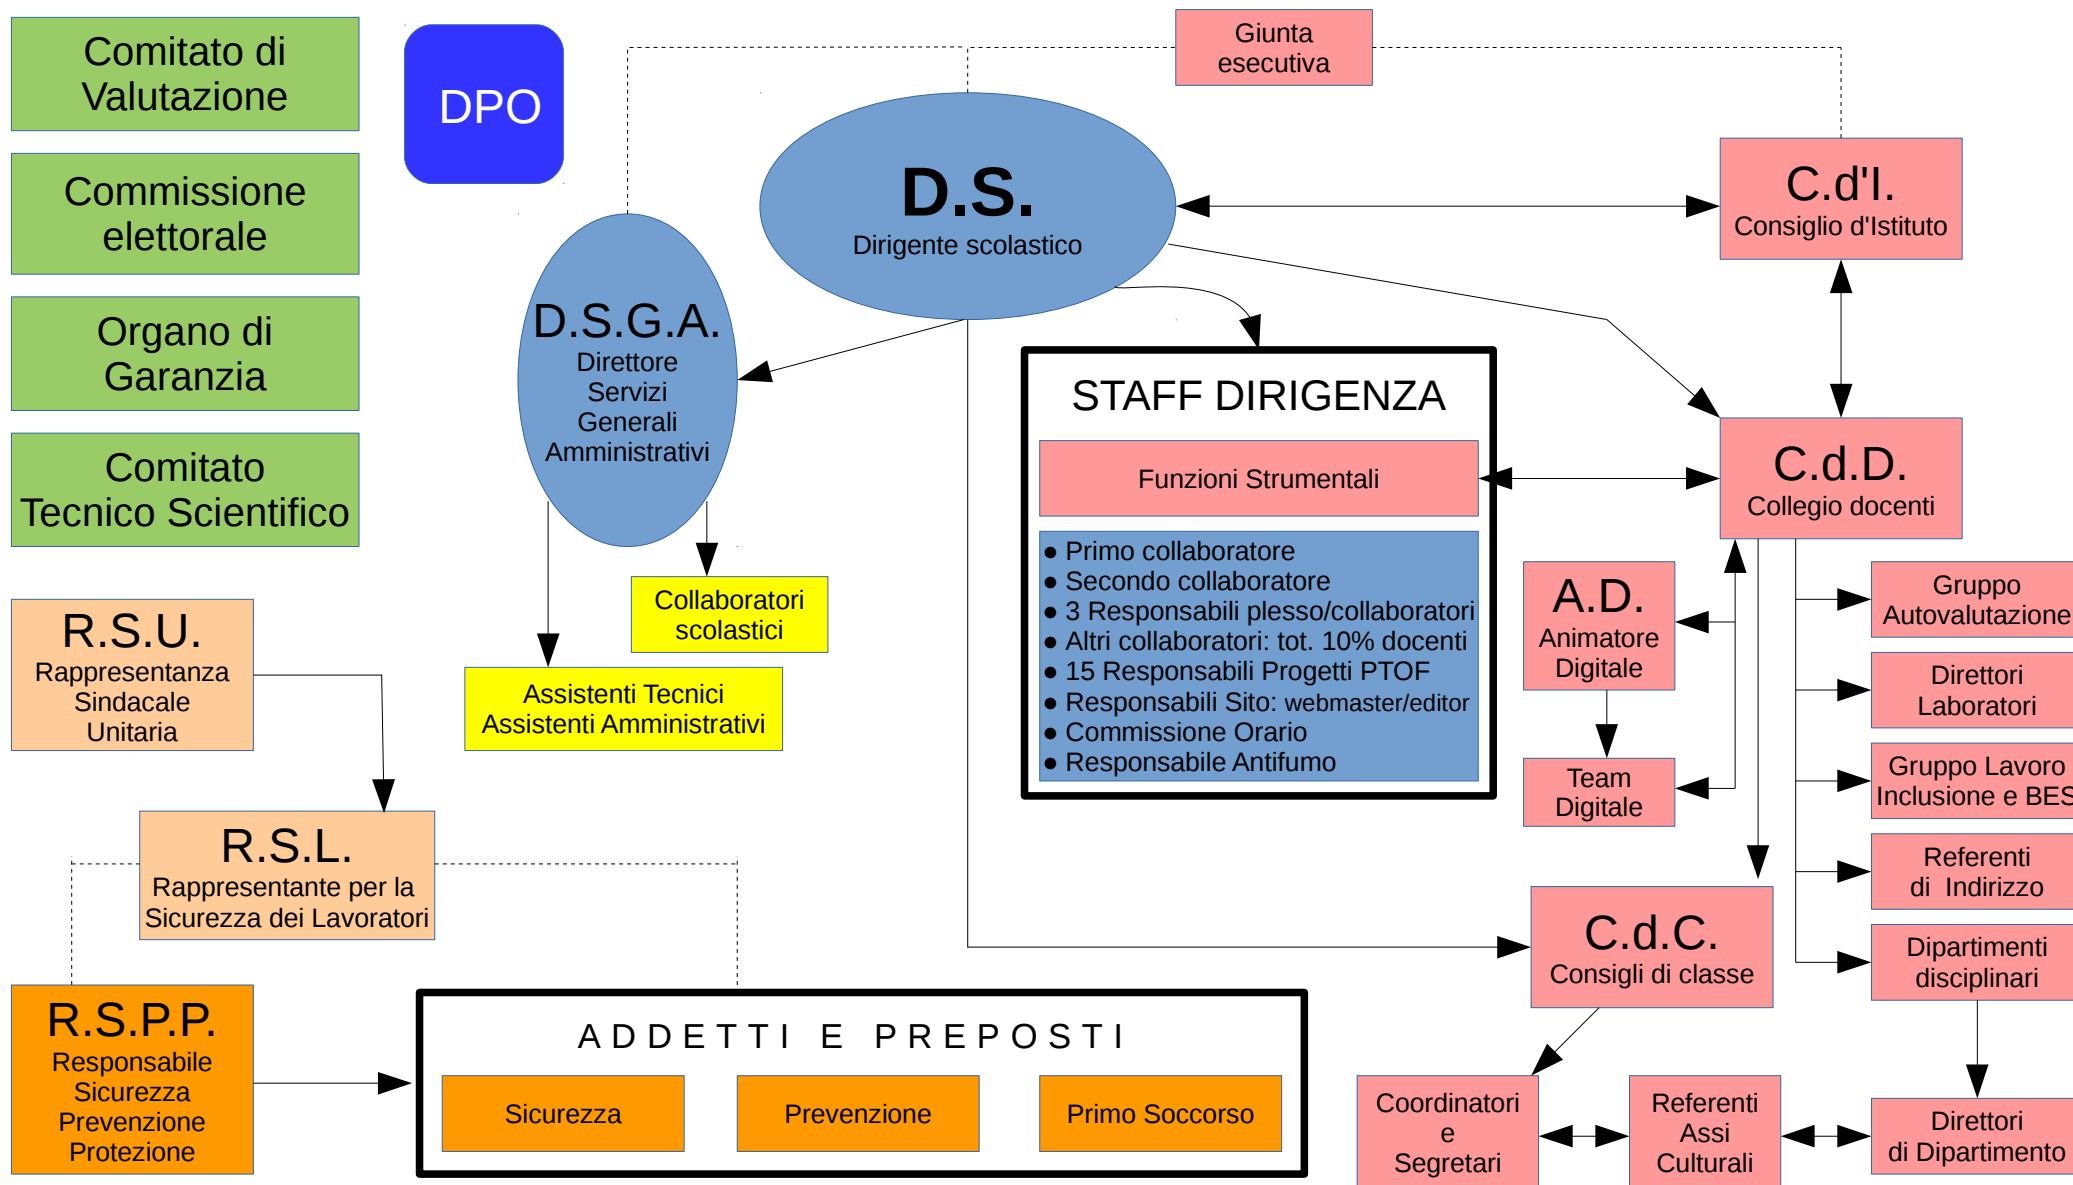 Comitato di
Valutazione
Commissione
elettorale
Organo di
Garanzia
Comitato
Tecnico Scientifico
DPO
Giunta
esecutiva
D.S.
Dirigente scolastico
C.d'I.
Consiglio d'Istituto
D.S.G.A.
Direttore
Servizi
Generali
Amministrativi
STAFF DIRIGENZA
Funzioni Strumentali
● Primo collaboratore
● Secondo collaboratore
● 3 Responsabili plesso/collaboratori
● Altri collaboratori: tot. 10% docenti
● 15 Responsabili Progetti PTOF
● Responsabili Sito: webmaster/editor
● Commissione Orario
● Responsabile Antifumo
C.d.D.
Collegio docenti
Collaboratori
scolastici
Assistenti Tecnici
Assistenti Amministrativi
A.D.
Animatore
Digitale
Team
Digitale
Gruppo
Autovalutazione
Direttori
Laboratori
Gruppo Lavoro
Inclusione e BES
Referenti
di  Indirizzo
Dipartimenti
disciplinari
R.S.U.
Rappresentanza
Sindacale
Unitaria
R.S.L.
Rappresentante per la
Sicurezza dei Lavoratori
C.d.C.
Consigli di classe
R.S.P.P.
Responsabile
Sicurezza
Prevenzione
Protezione
ADDETTI E PREPOSTI
Sicurezza
Prevenzione
Primo Soccorso
Coordinatori
e
Segretari
Referenti
Assi
Culturali
Direttori
di Dipartimento